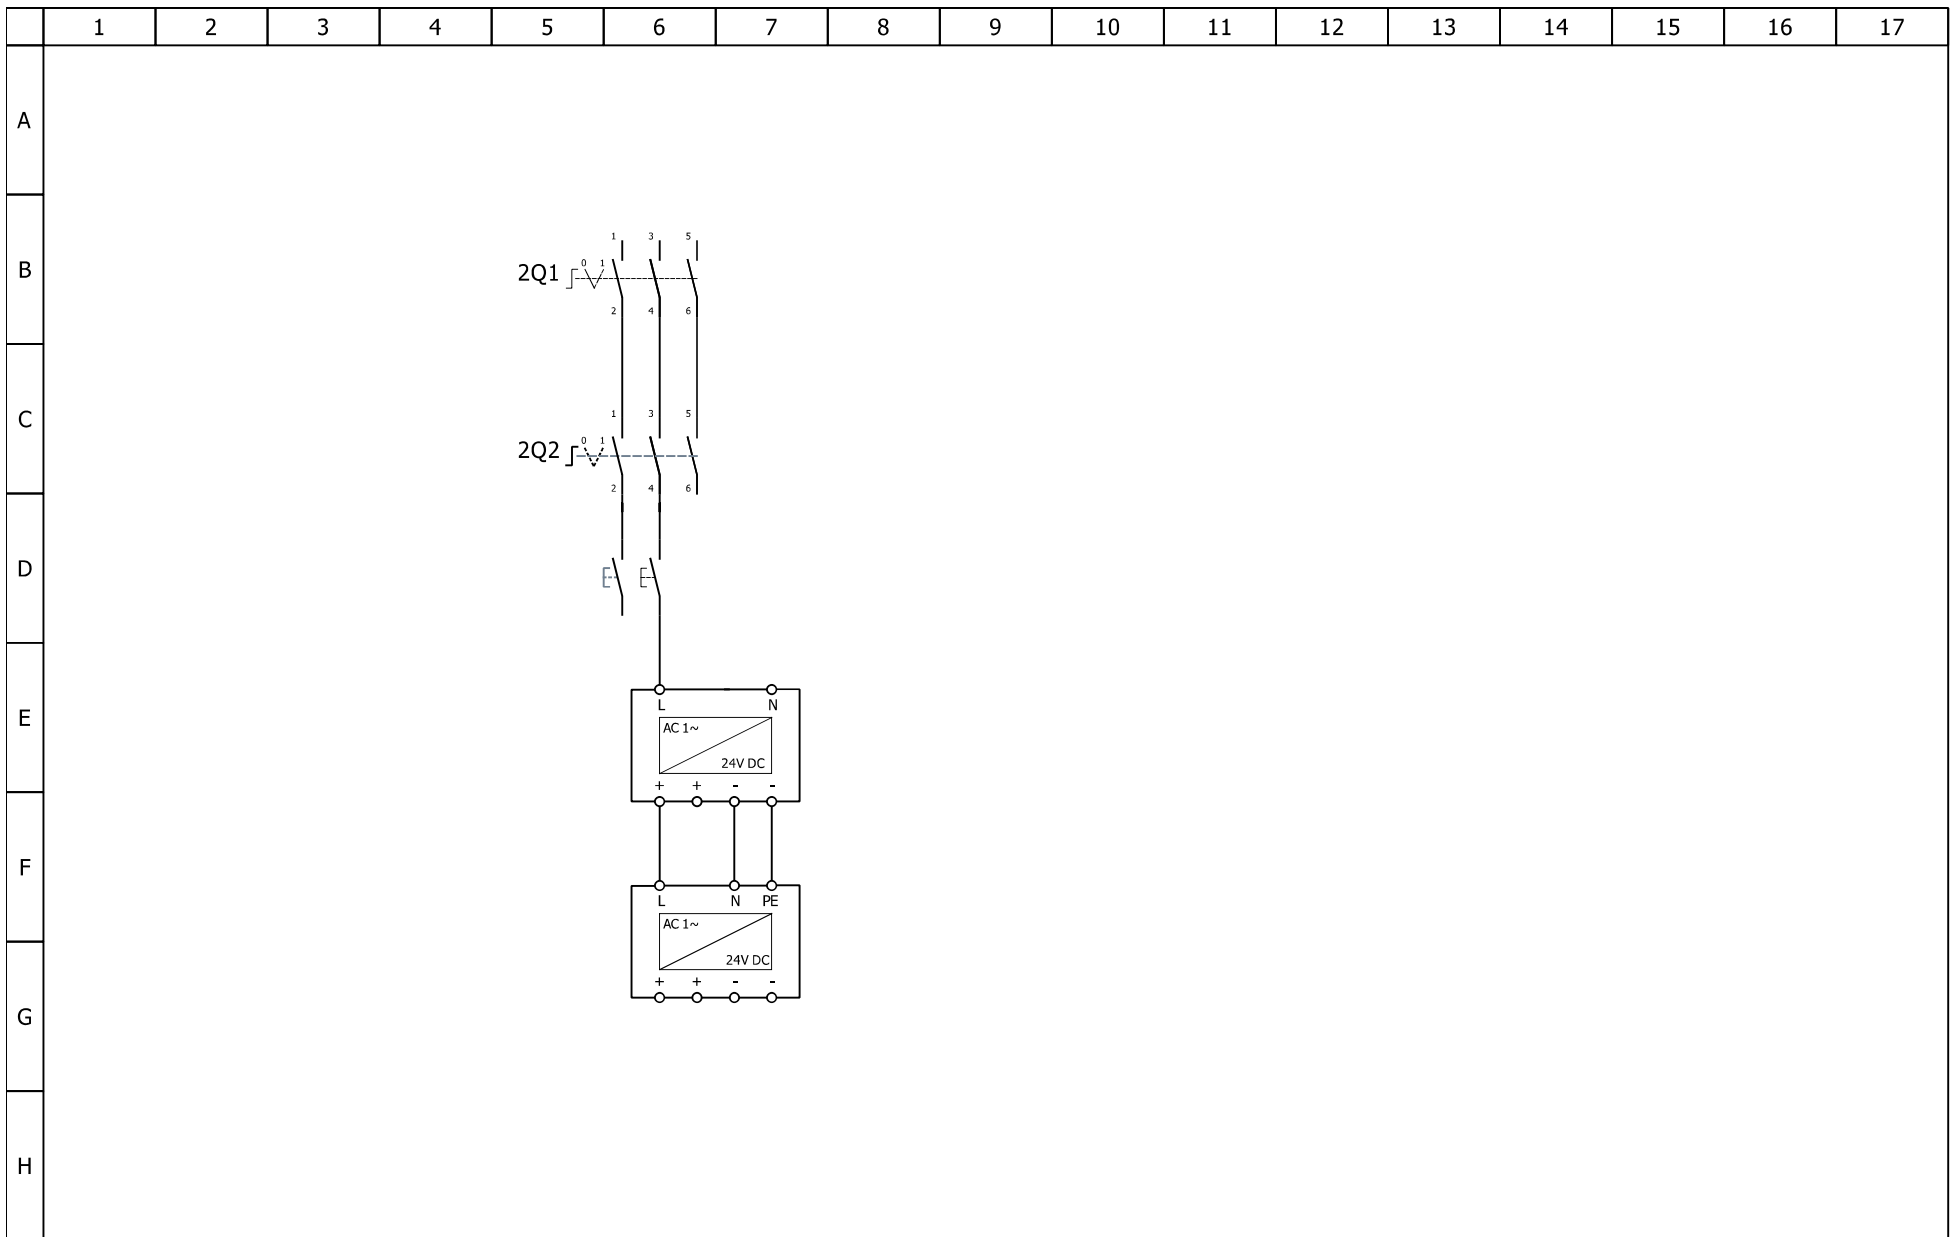 1 2 3 4 5 6 7 8 9 10 11 12 13 14 15 16 17
A
1 3 5
B
2Q1 0 1
2 4 6
1 3 5
C
2Q2 0 1
2 4 6
D
L N
E
AC 1~
24V DC
+ + - -
F
L N PE
AC 1~
24V DC
+ + - -
G
H